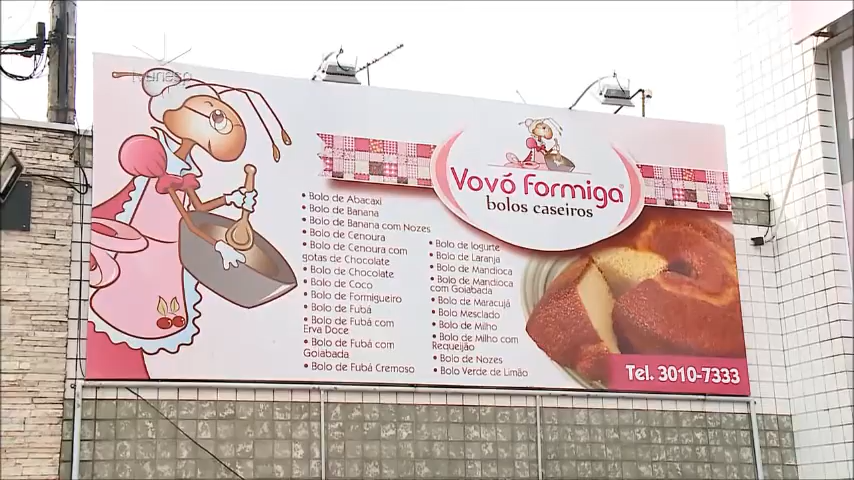 Vovó Formiga®
bolos caseiros
• Bolo de Abacaxi
• Bolo de Banana
• Bolo de Banana com Nozes
• Bolo de Cenoura
• Bolo de Cenoura com
gotas de Chocolate
• Bolo de Chocolate
• Bolo de Coco
• Bolo de Formigueiro
• Bolo de Fubá
• Bolo de Fubá com
Erva Doce
• Bolo de Fubá com
Goiabada
• Bolo de Fubá Cremoso
• Bolo de Iogurte
• Bolo de Laranja
• Bolo de Mandioca
• Bolo de Mandioca
com Goiabada
• Bolo de Maracujá
• Bolo Mesclado
• Bolo de Milho
• Bolo de Milho com
Requeijão
• Bolo de Nozes
• Bolo Verde de Limão
Tel. 3010-7333